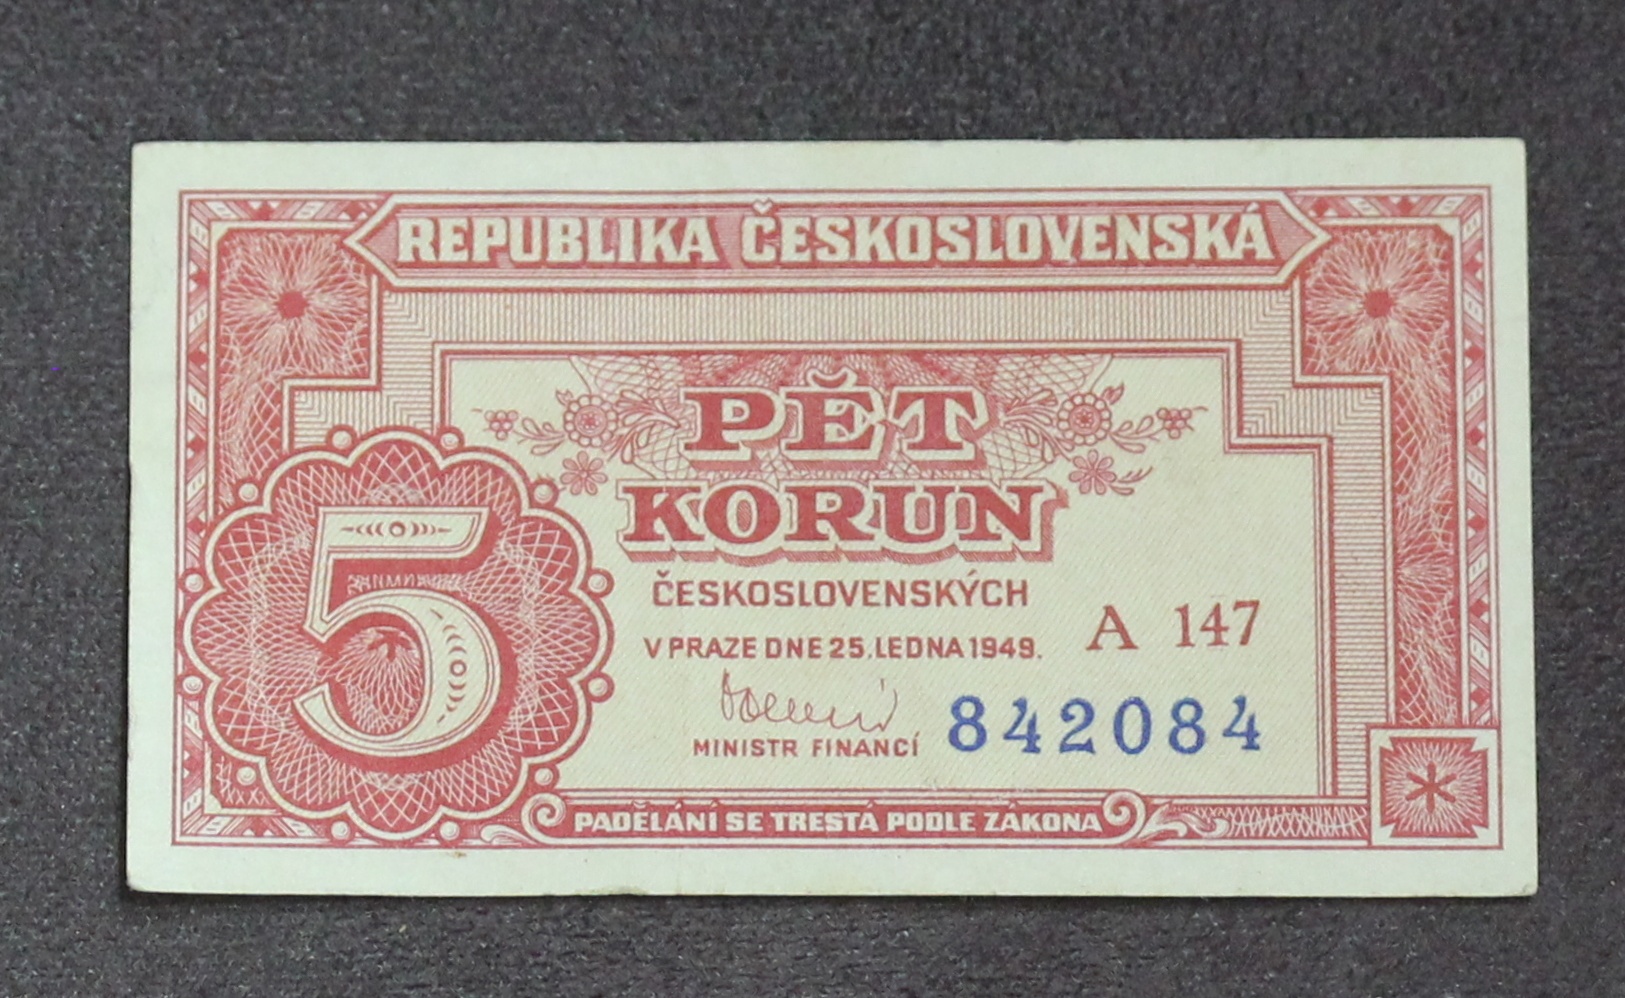 REPUBLIKA ČESKOSLOVENSKÁ
PĚT
KORUN
ČESKOSLOVENSKÝCH
V PRAZE DNE 25. LEDNA 1949.
A 147
842084
MINISTR FINANCÍ
5
PADĚLÁNÍ SE TRESTÁ PODLE ZÁKONA